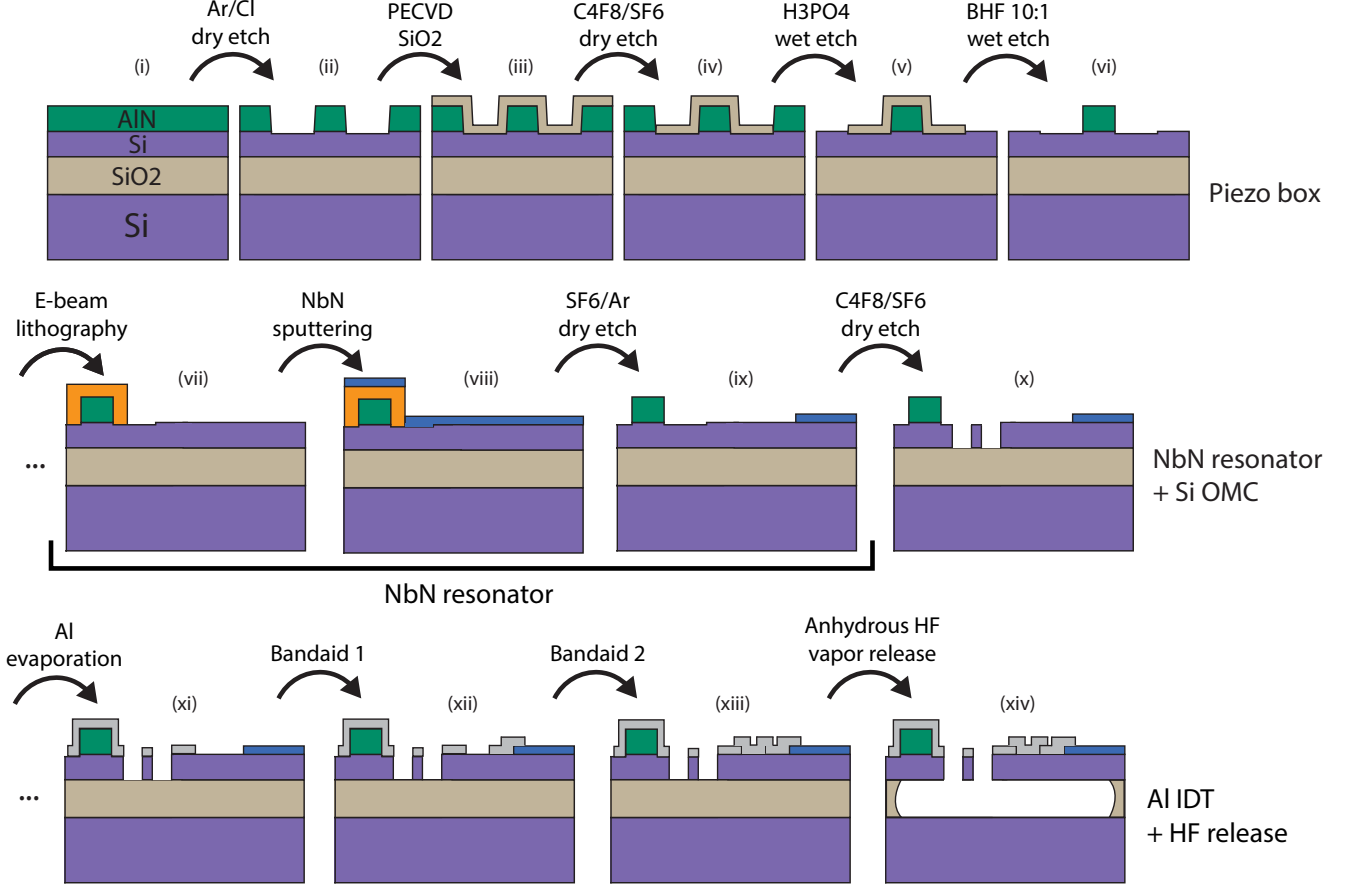 Ar/Cl
dry etch
PECVD
SiO2
C4F8/SF6
dry etch
H3PO4
wet etch
BHF 10:1
wet etch
(i)
(ii)
(iii)
(iv)
(v)
(vi)
AlN
Si
SiO2
Si
Piezo box
E-beam
lithography
NbN
sputtering
SF6/Ar
dry etch
C4F8/SF6
dry etch
(vii)
(viii)
(ix)
(x)
...
NbN resonator
+ Si OMC
NbN resonator
Al
evaporation
Bandaid 1
Bandaid 2
Anhydrous HF
vapor release
(xi)
(xii)
(xiii)
(xiv)
...
Al IDT
+ HF release